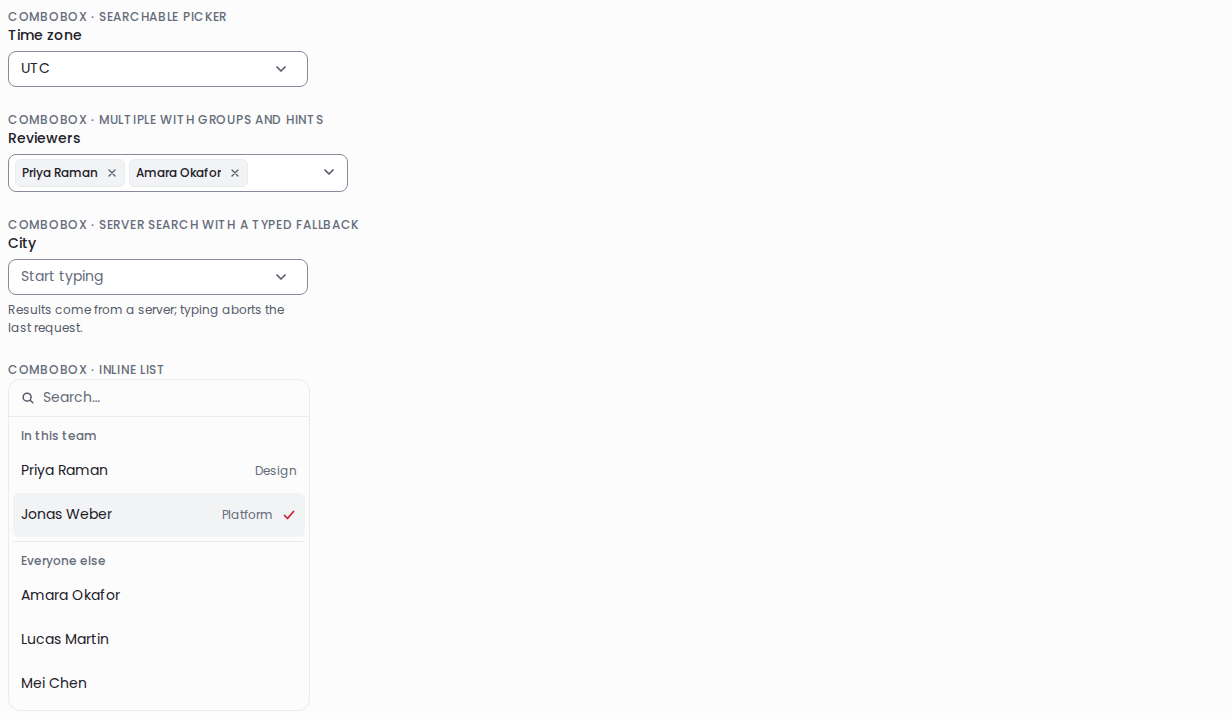 COMBOBOX · SEARCHABLE PICKER
Time zone
UTC
COMBOBOX · MULTIPLE WITH GROUPS AND HINTS
Reviewers
Priya Raman
Amara Okafor
COMBOBOX · SERVER SEARCH WITH A TYPED FALLBACK
City
Start typing
Results come from a server; typing aborts the
last request.
COMBOBOX · INLINE LIST
Search…
In this team
Priya Raman Design
Jonas Weber Platform
Everyone else
Amara Okafor
Lucas Martin
Mei Chen